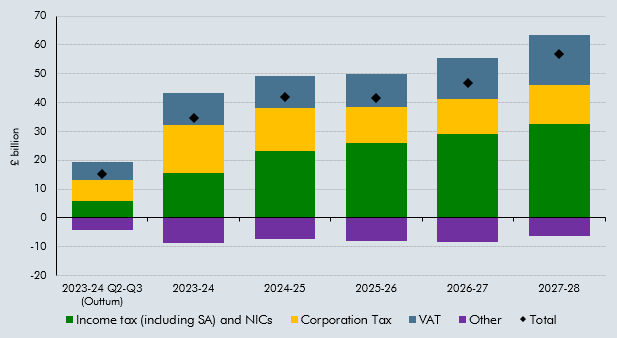 70
60
50
40
30
20
10
0
-10
-20
£ billion
2023-24 Q2-Q3
(Outturn)
2023-24
2024-25
2025-26
2026-27
2027-28
Income tax (including SA) and NICs
Corporation Tax
VAT
Other
Total